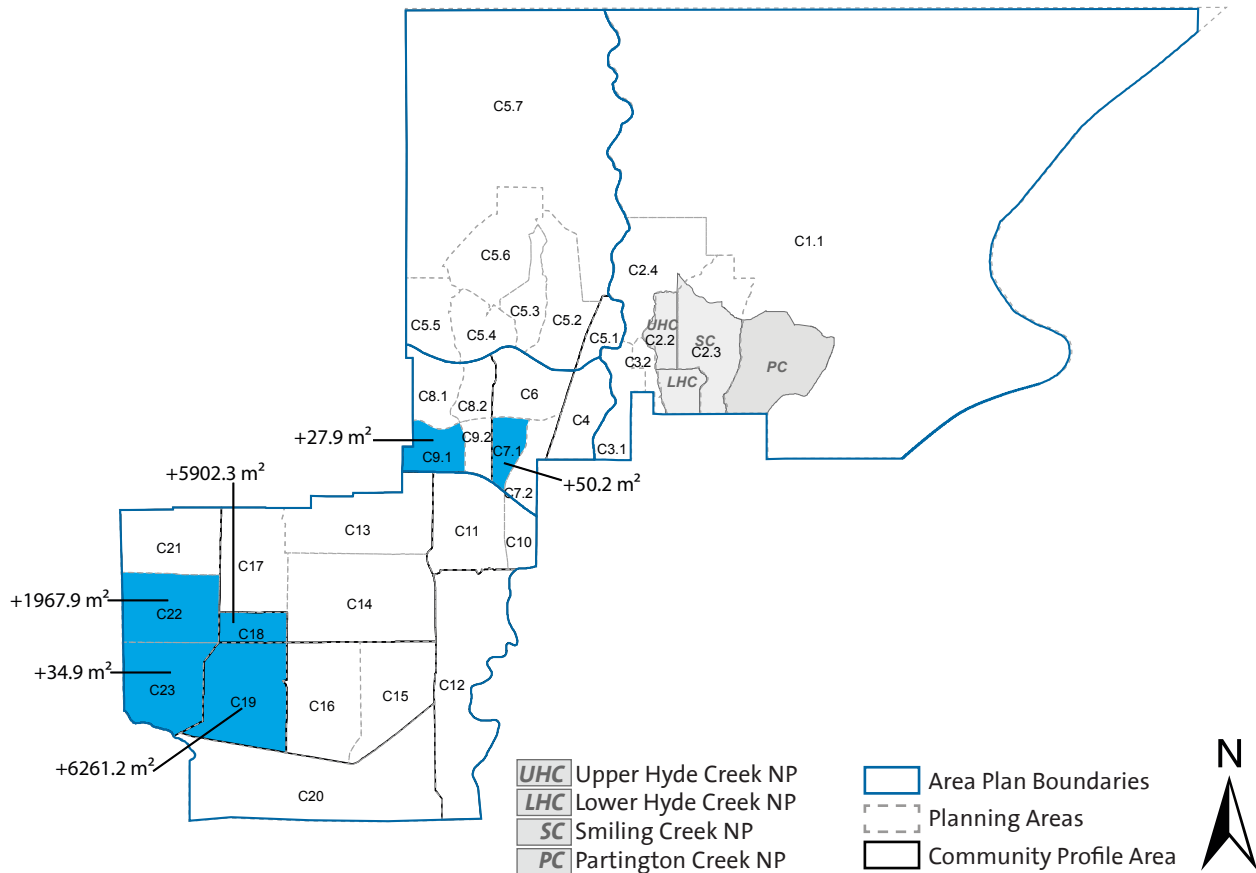 C5.7
C1.1
C5.6
C2.4
C5.3
C5.2
C5.5
C5.4
C5.1
UHC
C2.2
SC
C2.3
C3.2
PC
LHC
C8.1
C8.2
C6
C4
+27.9 m²
C9.2
C9.1
C7.1
C3.1
+5902.3 m²
+50.2 m²
C7.2
C13
C11
C10
C21
C17
+1967.9 m²
C22
C14
C18
+34.9 m²
C23
C19
C16
C15
C12
+6261.2 m²
C20
N
UHC Upper Hyde Creek NP
LHC Lower Hyde Creek NP
SC Smiling Creek NP
PC Partington Creek NP
Area Plan Boundaries
Planning Areas
Community Profile Area